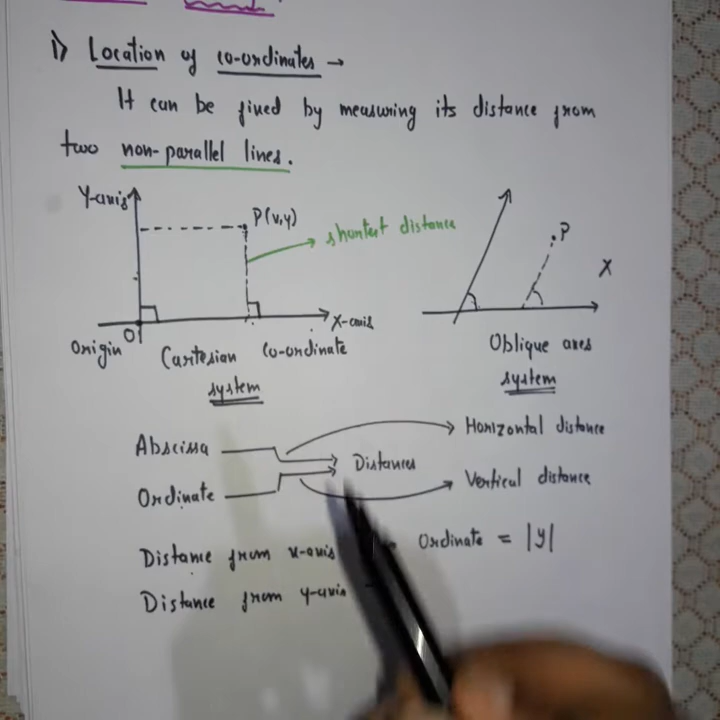 i) Location of co-ordinates →
It can be fixed by measuring its distance from
two non-parallel lines.
Y-axis
P(x,y)
shortest distance
P
X
O
X-axis
Origin
Cartesian co-ordinate
system
Oblique axes
system
Abscissa
Ordinate
Distances
Horizontal distance
Vertical distance
Distance from x-axis
Ordinate = |y|
Distance from y-axis